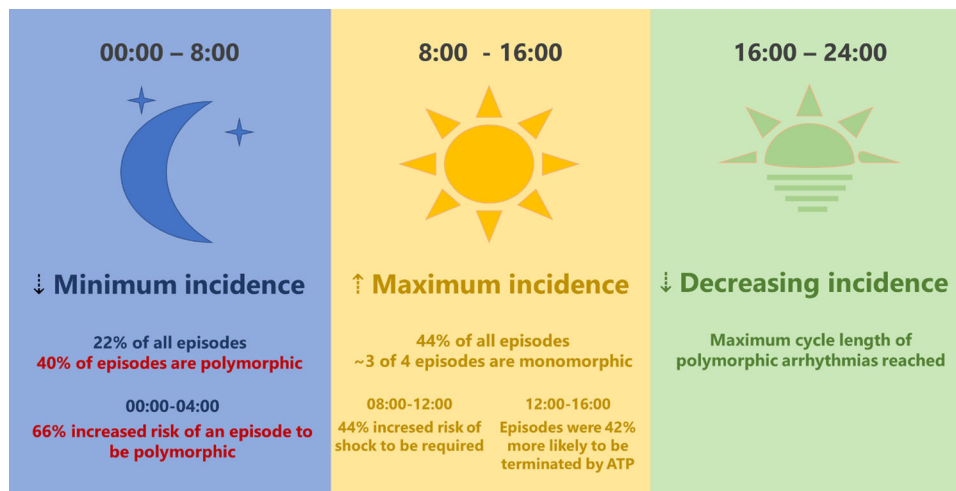 00:00 – 8:00
⇣ Minimum incidence
22% of all episodes
40% of episodes are polymorphic
00:00-04:00
66% increased risk of an episode to
be polymorphic
8:00 - 16:00
⇡ Maximum incidence
44% of all episodes
~3 of 4 episodes are monomorphic
08:00-12:00
44% incresed risk of
shock to be required
12:00-16:00
Episodes were 42%
more likely to be
terminated by ATP
16:00 – 24:00
⇣ Decreasing incidence
Maximum cycle length of
polymorphic arrhythmias reached